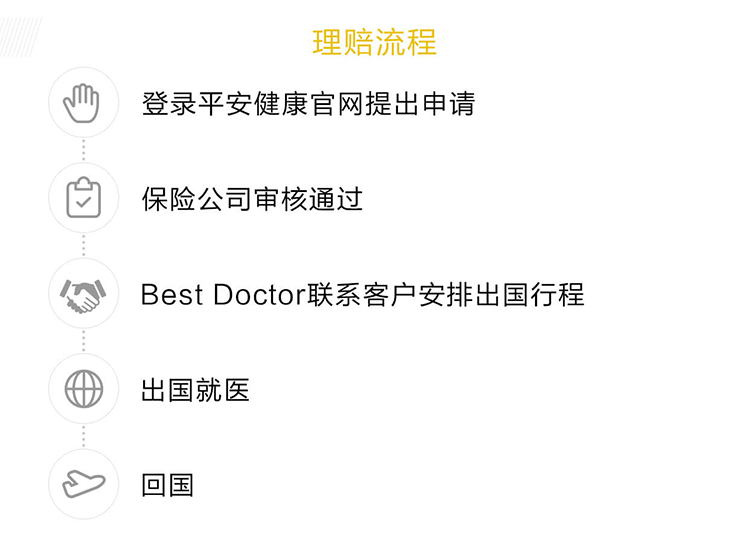 理赔流程
登录平安健康官网提出申请
保险公司审核通过
Best Doctor联系客户安排出国行程
出国就医
回国